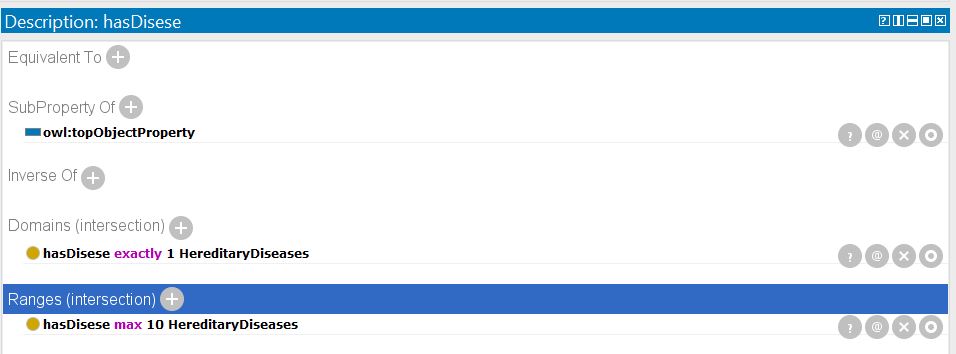 Description: hasDisese
Equivalent To
SubProperty Of
owl:topObjectProperty
Inverse Of
Domains (intersection)
hasDisese exactly 1 HereditaryDiseases
Ranges (intersection)
hasDisese max 10 HereditaryDiseases